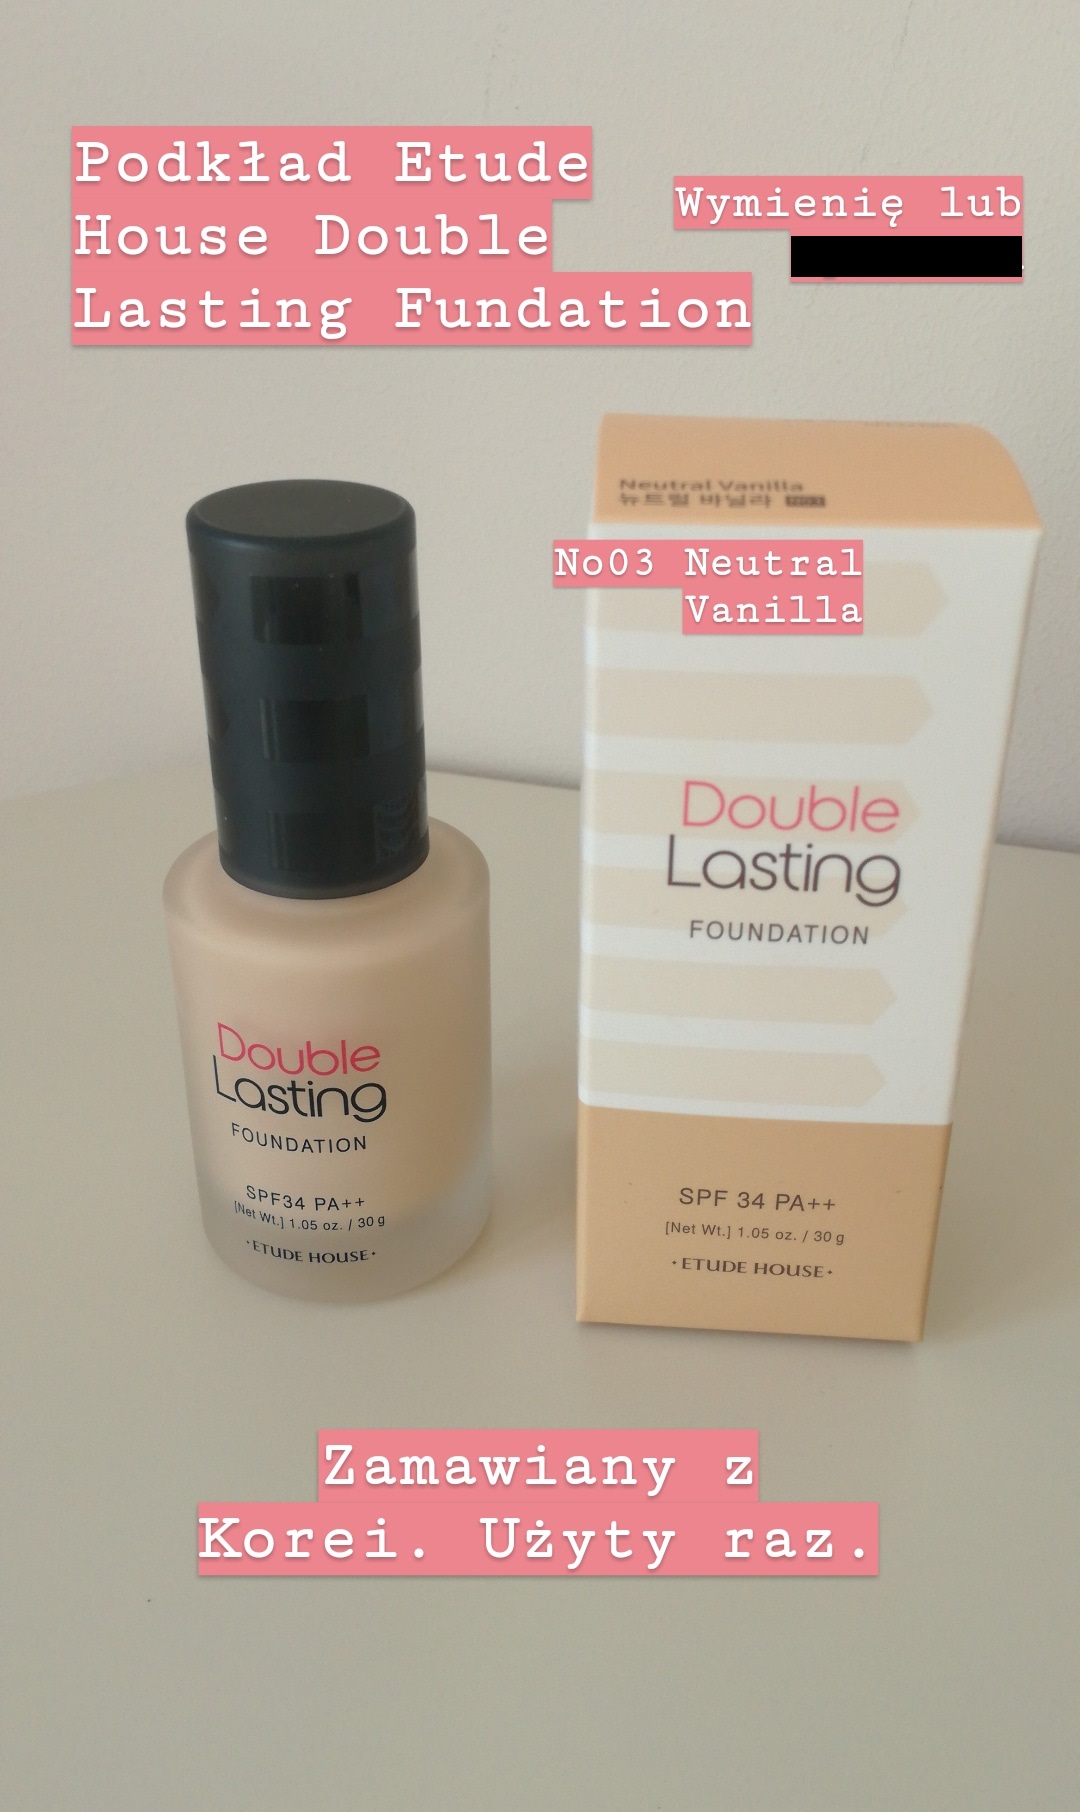 Podkład Etude
House Double
Lasting Fundation
Wymienię lub
Neutral Vanilla
뉴트럴 바닐라 N03
No03 Neutral
Vanilla
Double
Lasting
FOUNDATION
SPF 34 PA++
[Net Wt.] 1.05 oz. / 30 g
·ETUDE HOUSE·
Double
Lasting
FOUNDATION
SPF34 PA++
[Net Wt.] 1.05 oz. / 30 g
·ETUDE HOUSE·
Zamawiany z
Korei. Użyty raz.